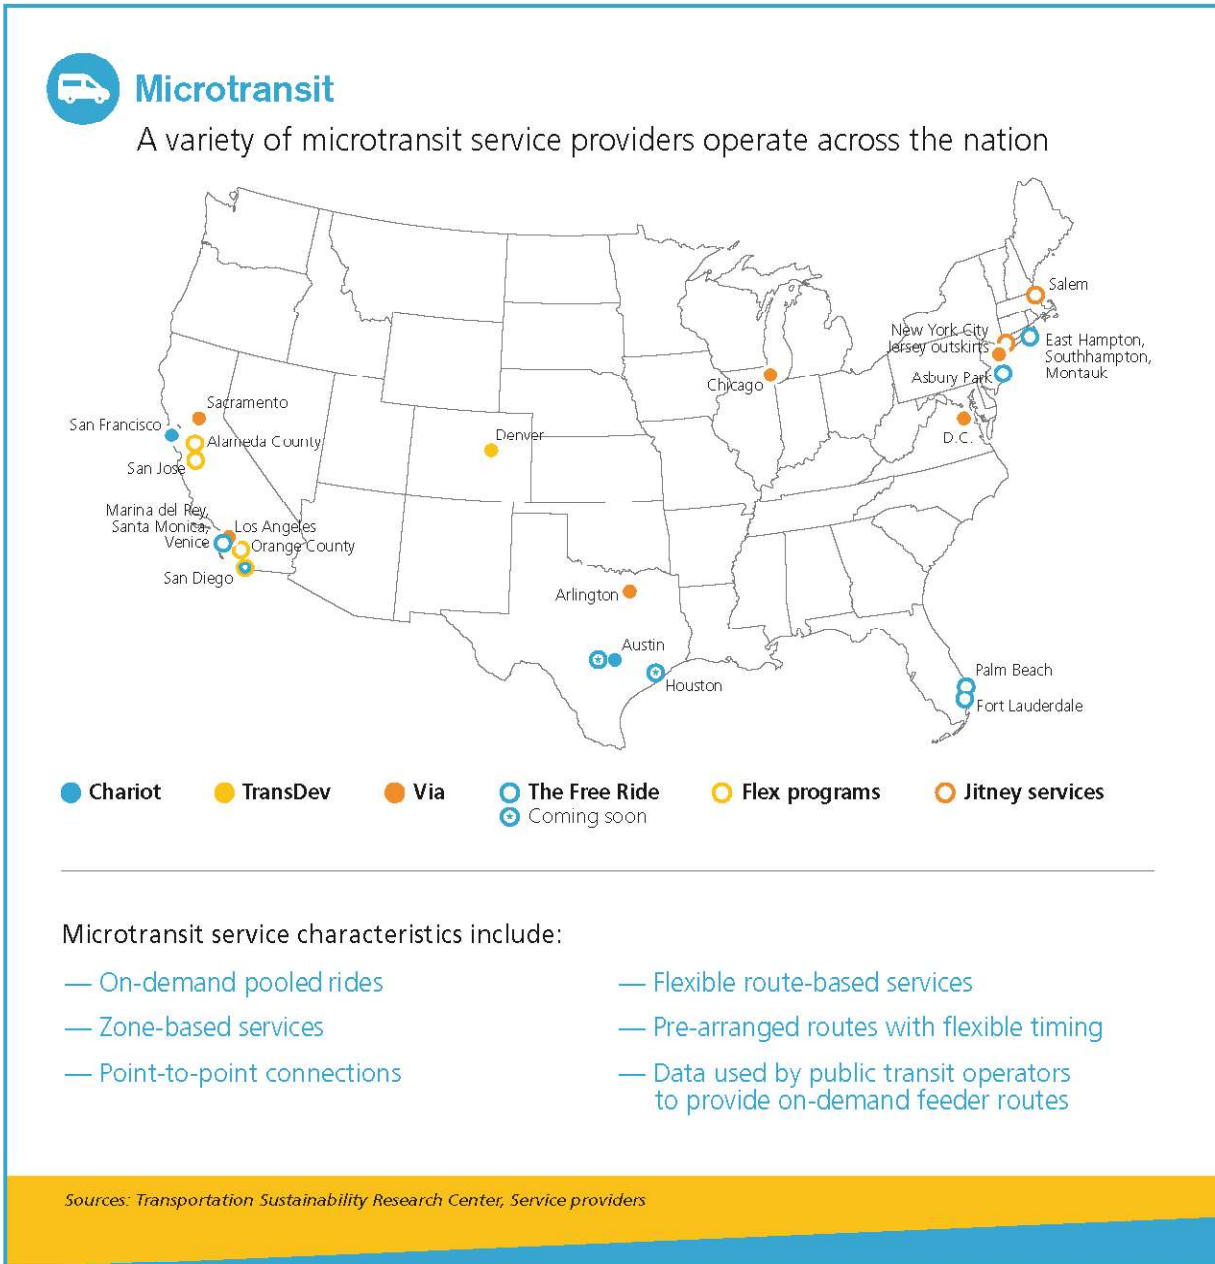 Microtransit
A variety of microtransit service providers operate across the nation
Salem
New York City
Jersey outskirts
East Hampton,
Southhampton,
Montauk
Asbury Park
Chicago
D.C.
Sacramento
San Francisco
Alameda County
San Jose
Denver
Marina del Rey,
Santa Monica,
Venice
Los Angeles
Orange County
San Diego
Arlington
Austin
Houston
Palm Beach
Fort Lauderdale
Chariot
TransDev
Via
The Free Ride
Coming soon
Flex programs
Jitney services
Microtransit service characteristics include:
— On-demand pooled rides
— Zone-based services
— Point-to-point connections
— Flexible route-based services
— Pre-arranged routes with flexible timing
— Data used by public transit operators
to provide on-demand feeder routes
Sources: Transportation Sustainability Research Center, Service providers